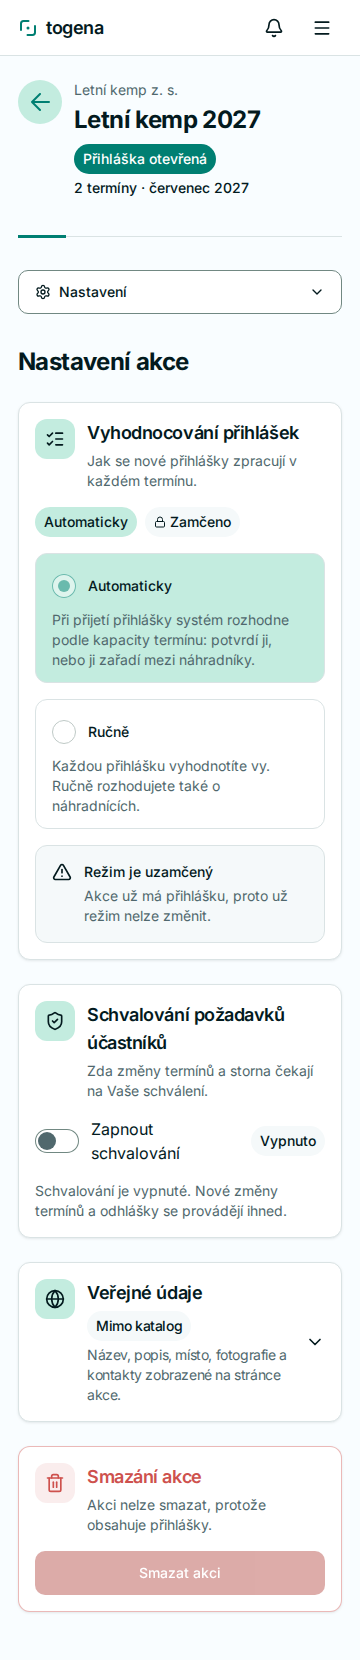 togena
Letní kemp z. s.
Letní kemp 2027
Přihláška otevřená
2 termíny · červenec 2027
Nastavení
Nastavení akce
Vyhodnocování přihlášek
Jak se nové přihlášky zpracují v
každém termínu.
Automaticky
Zamčeno
Automaticky
Při přijetí přihlášky systém rozhodne
podle kapacity termínu: potvrdí ji,
nebo ji zařadí mezi náhradníky.
Ručně
Každou přihlášku vyhodnotíte vy.
Ručně rozhodujete také o
náhradnících.
Režim je uzamčený
Akce už má přihlášku, proto už
režim nelze změnit.
Schvalování požadavků
účastníků
Zda změny termínů a storna čekají
na Vaše schválení.
Zapnout
schvalování
Vypnuto
Schvalování je vypnuté. Nové změny
termínů a odhlášky se provádějí ihned.
Veřejné údaje
Mimo katalog
Název, popis, místo, fotografie a
kontakty zobrazené na stránce
akce.
Smazání akce
Akci nelze smazat, protože
obsahuje přihlášky.
Smazat akci